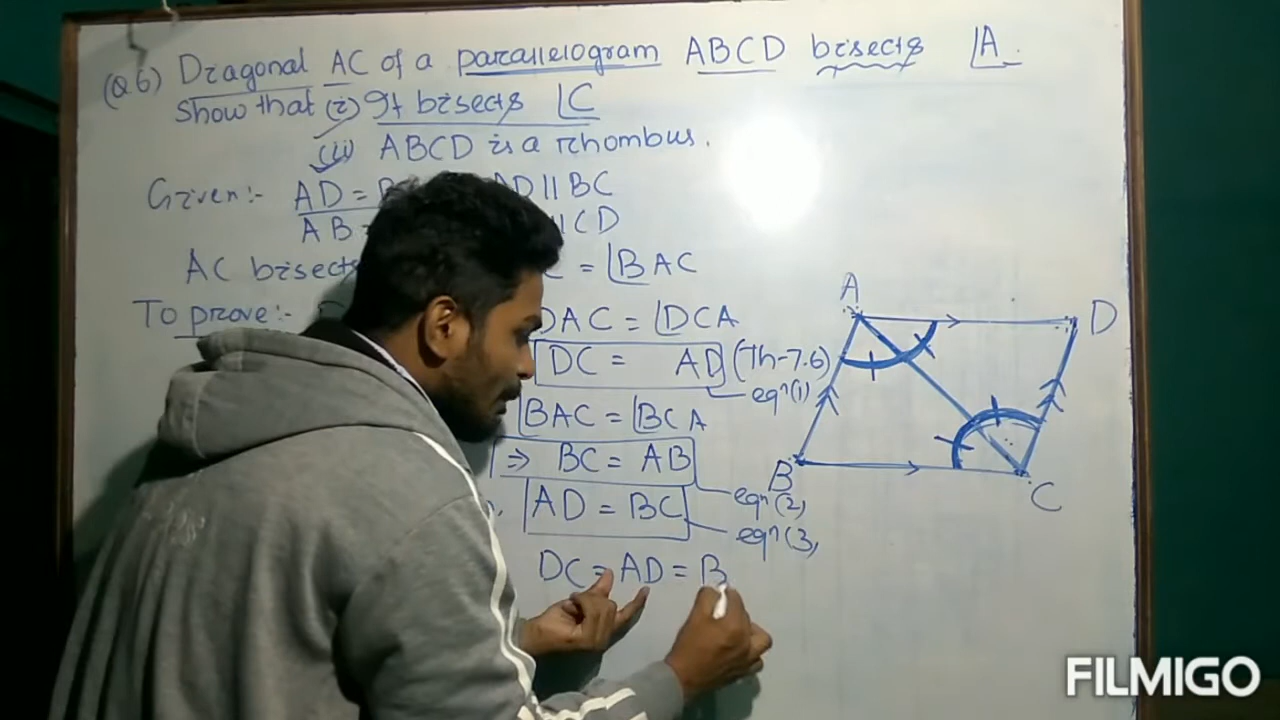 (Q6) Diagonal AC of a parallelogram ABCD bisects ∠A.
Show that (i) It bisects ∠C
(ii) ABCD is a rhombus.
Given:- AD = B AD || BC
AB = || CD
AC bisects = ∠BAC
To prove:-
DAC = ∠DCA
DC = AD (Th-7.6)
eqn(1)
∠BAC = ∠BCA
⇒ BC = AB
eqn(2)
AD = BC
eqn(3)
DC = AD = B
A
D
B
C
FILMIGO